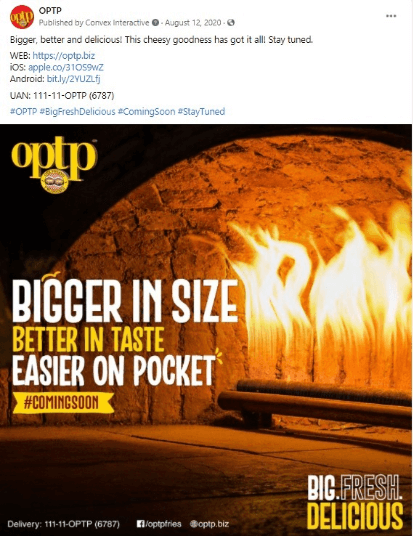 OPTP
Published by Convex Interactive · August 12, 2020 ·
Bigger, better and delicious! This cheesy goodness has got it all! Stay tuned.
WEB: https://optp.biz
iOS: apple.co/31OS9wZ
Android: bit.ly/2YUZLfj
UAN: 111-11-OPTP (6787)
#OPTP #BigFreshDelicious #ComingSoon #StayTuned
optp
BIGGER IN SIZE
BETTER IN TASTE
EASIER ON POCKET
#COMINGSOON
BIG.FRESH.
DELICIOUS
Delivery: 111-11-OPTP (6787) /optpfries @optp.biz